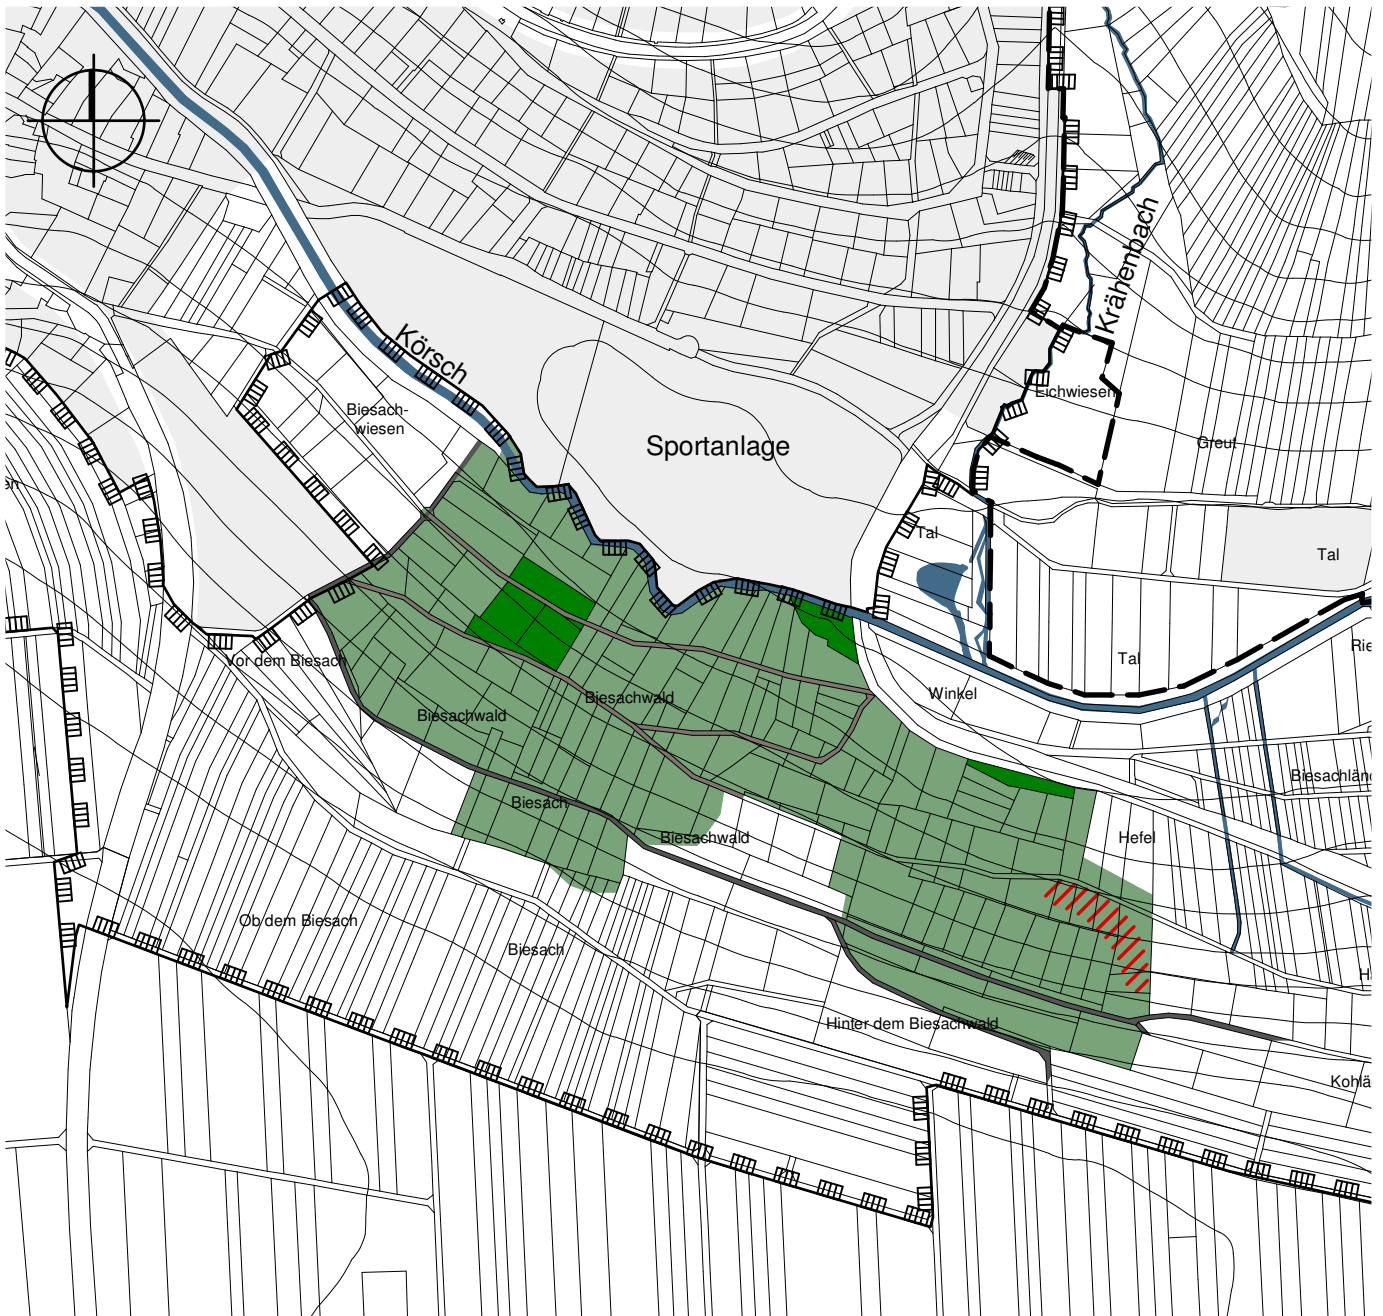 Krähenbach
Körsch
Eichwiesen
Biesach-
wiesen
Sportanlage
Greut
en
Tal
Tal
Rie
Vor dem Biesach
Tal
Winkel
Biesachwald
Biesachwald
Biesachlän
Biesach
Biesachwald
Hefel
Ob dem Biesach
Biesach
H
Hinter dem Biesachwald
Kohlä